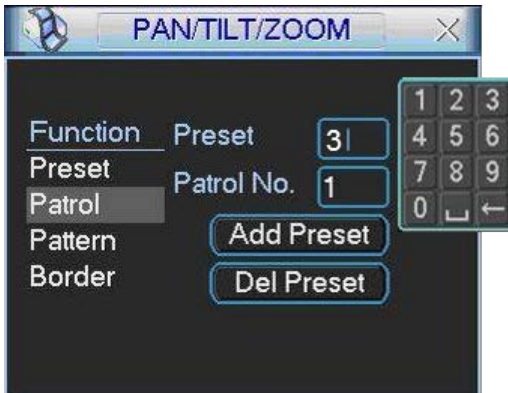 PAN/TILT/ZOOM
Function
Preset
Patrol
Pattern
Border
Preset 3
Patrol No. 1
Add Preset
Del Preset
1 2 3
4 5 6
7 8 9
0